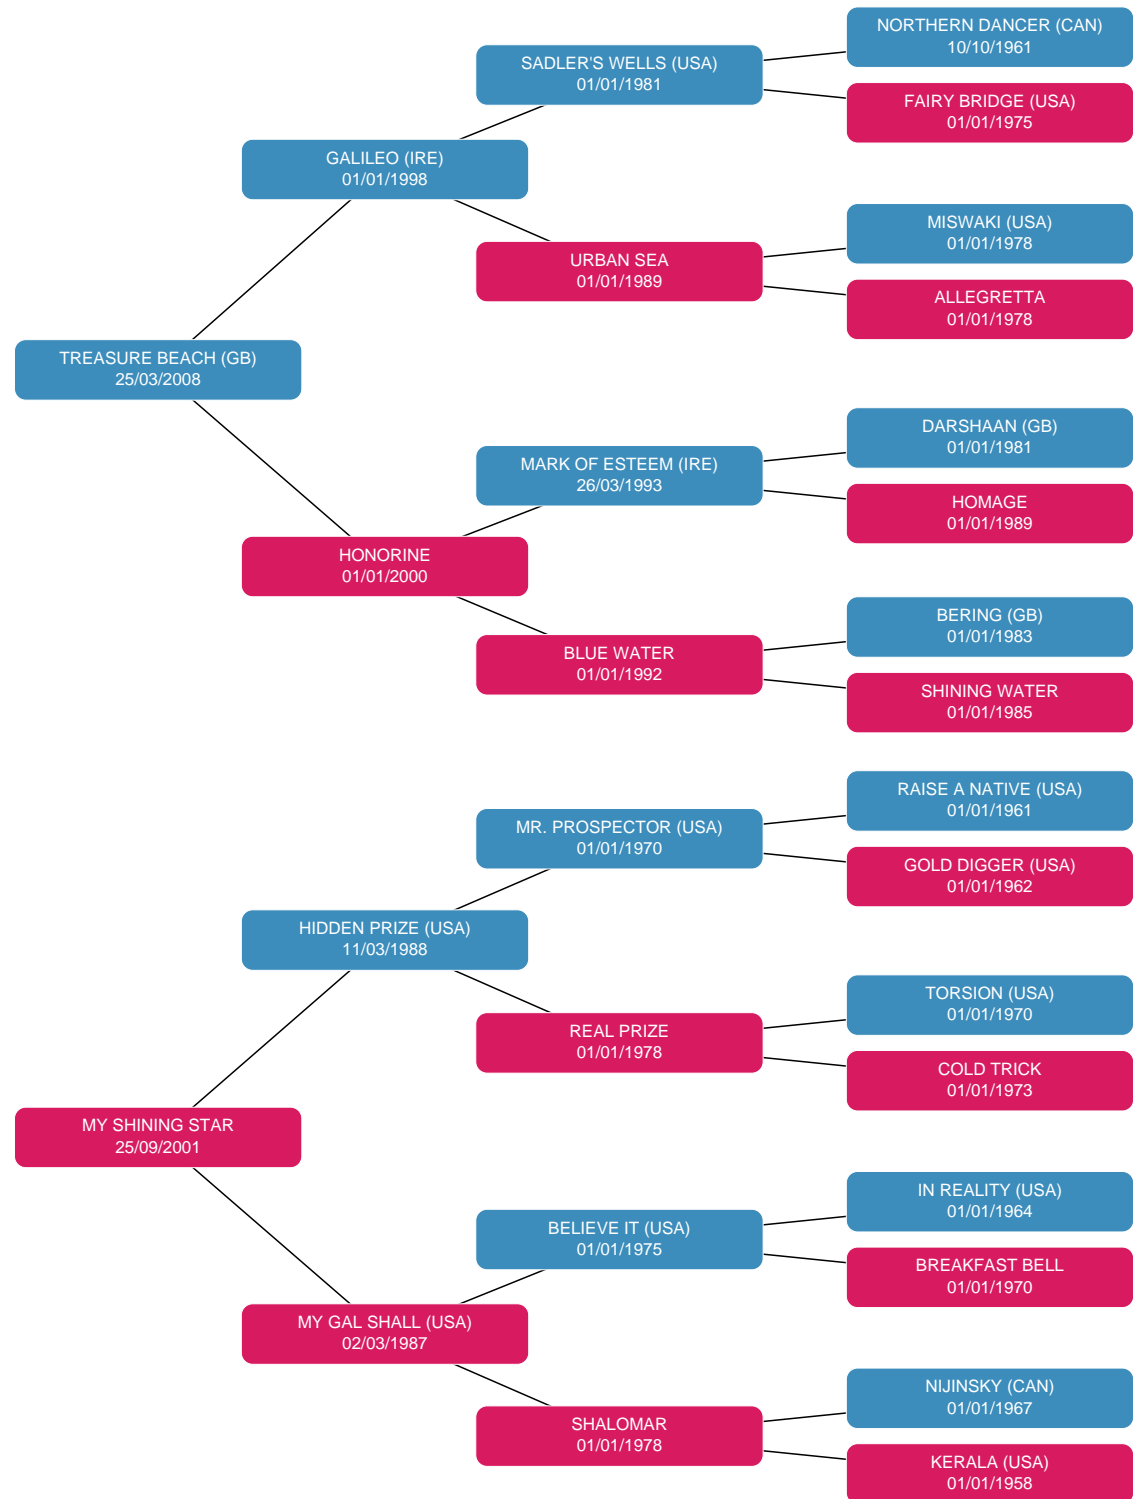 NORTHERN DANCER (CAN)
10/10/1961
SADLER'S WELLS (USA)
01/01/1981
FAIRY BRIDGE (USA)
01/01/1975
GALILEO (IRE)
01/01/1998
MISWAKI (USA)
01/01/1978
URBAN SEA
01/01/1989
ALLEGRETTA
01/01/1978
TREASURE BEACH (GB)
25/03/2008
DARSHAAN (GB)
01/01/1981
MARK OF ESTEEM (IRE)
26/03/1993
HOMAGE
01/01/1989
HONORINE
01/01/2000
BERING (GB)
01/01/1983
BLUE WATER
01/01/1992
SHINING WATER
01/01/1985
RAISE A NATIVE (USA)
01/01/1961
MR. PROSPECTOR (USA)
01/01/1970
GOLD DIGGER (USA)
01/01/1962
HIDDEN PRIZE (USA)
11/03/1988
TORSION (USA)
01/01/1970
REAL PRIZE
01/01/1978
COLD TRICK
01/01/1973
MY SHINING STAR
25/09/2001
IN REALITY (USA)
01/01/1964
BELIEVE IT (USA)
01/01/1975
BREAKFAST BELL
01/01/1970
MY GAL SHALL (USA)
02/03/1987
NIJINSKY (CAN)
01/01/1967
SHALOMAR
01/01/1978
KERALA (USA)
01/01/1958